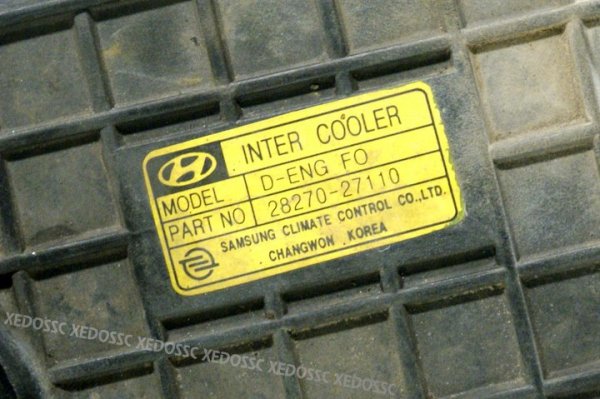 INTER COOLER
MODEL D-ENG FO
PART NO 28270-27110
SAMSUNG CLIMATE CONTROL CO.,LTD.
CHANGWON KOREA
XEDOSSC XEDOSSC XEDOSSC XEDOSSC XEDOSSC XEDOSSC